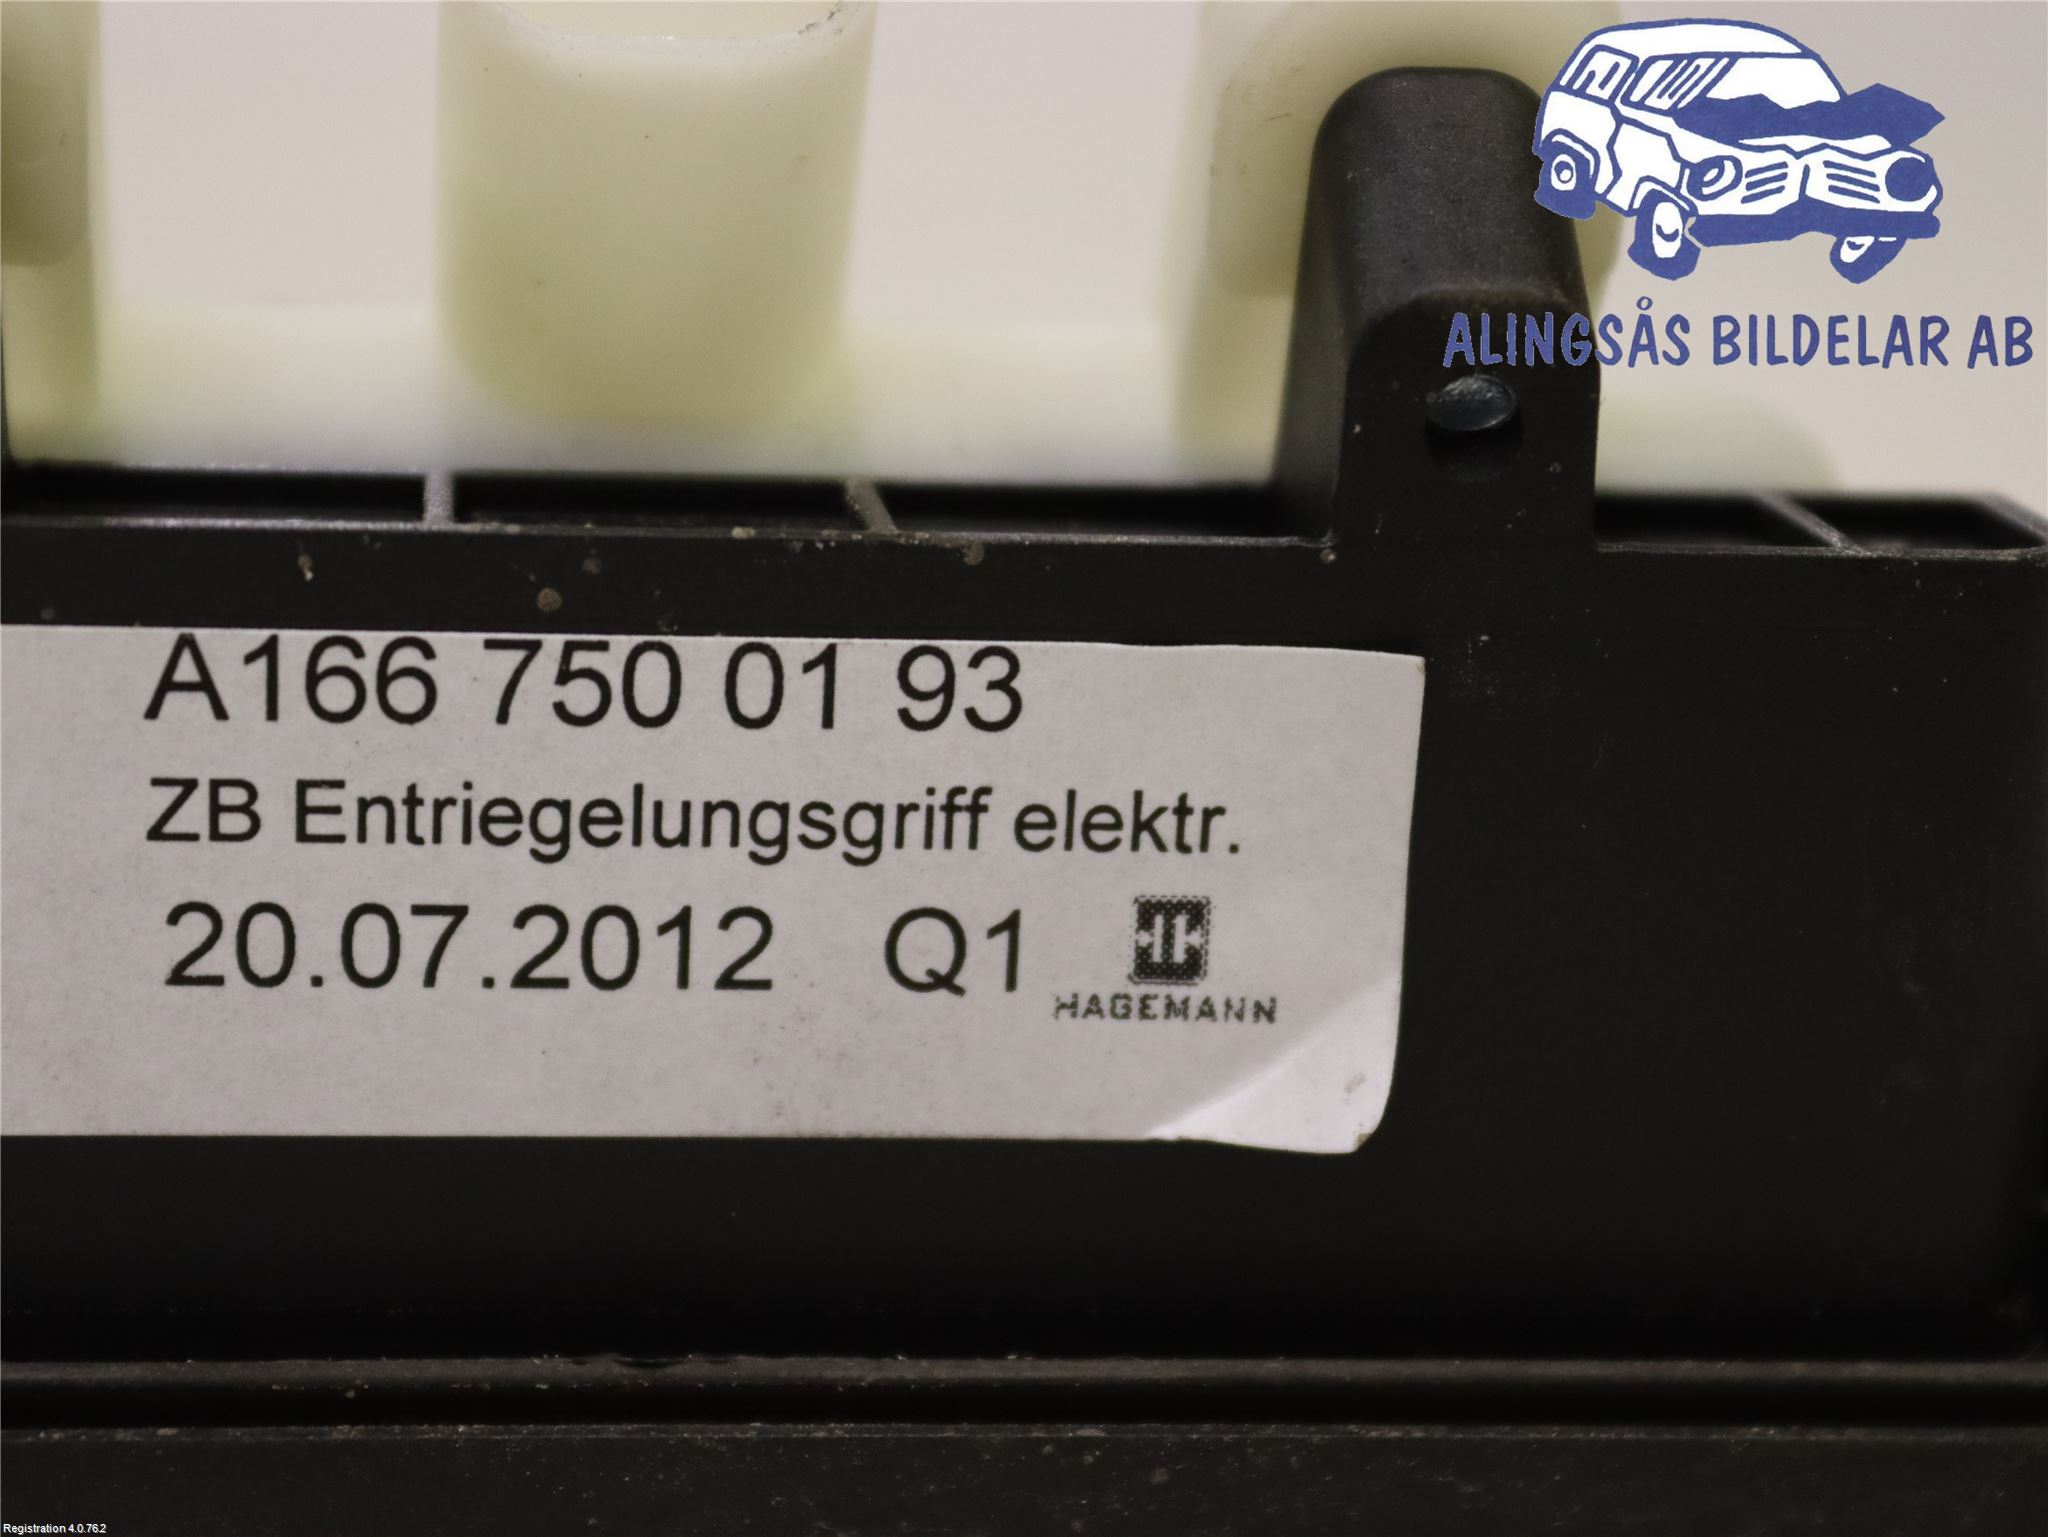 ALINGSÅS BILDELAR AB
A166 750 01 93
ZB Entriegelungsgriff elektr.
20.07.2012 Q1
HAGEMANN
Registration 4.0.76.2